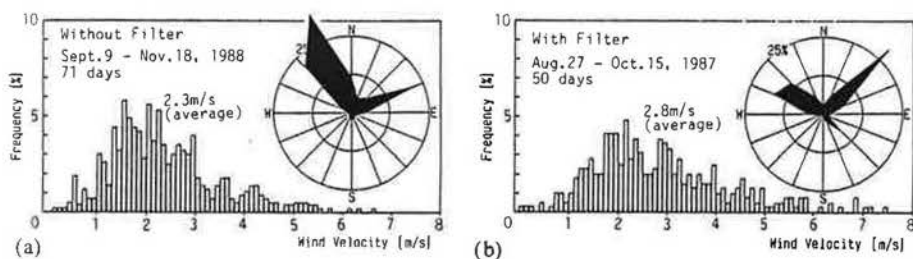 10
Without Filter
Sept.9 - Nov.18, 1988
71 days
2.3m/s
(average)
Frequency [%]
5
0
1 2 3 4 5 6 7 8
Wind Velocity [m/s]
N
W
E
S
(a)
10
With Filter
Aug.27 - Oct.15, 1987
50 days
2.8m/s
(average)
Frequency [%]
5
0
1 2 3 4 5 6 7 8
Wind Velocity [m/s]
N
25%
W
E
S
(b)